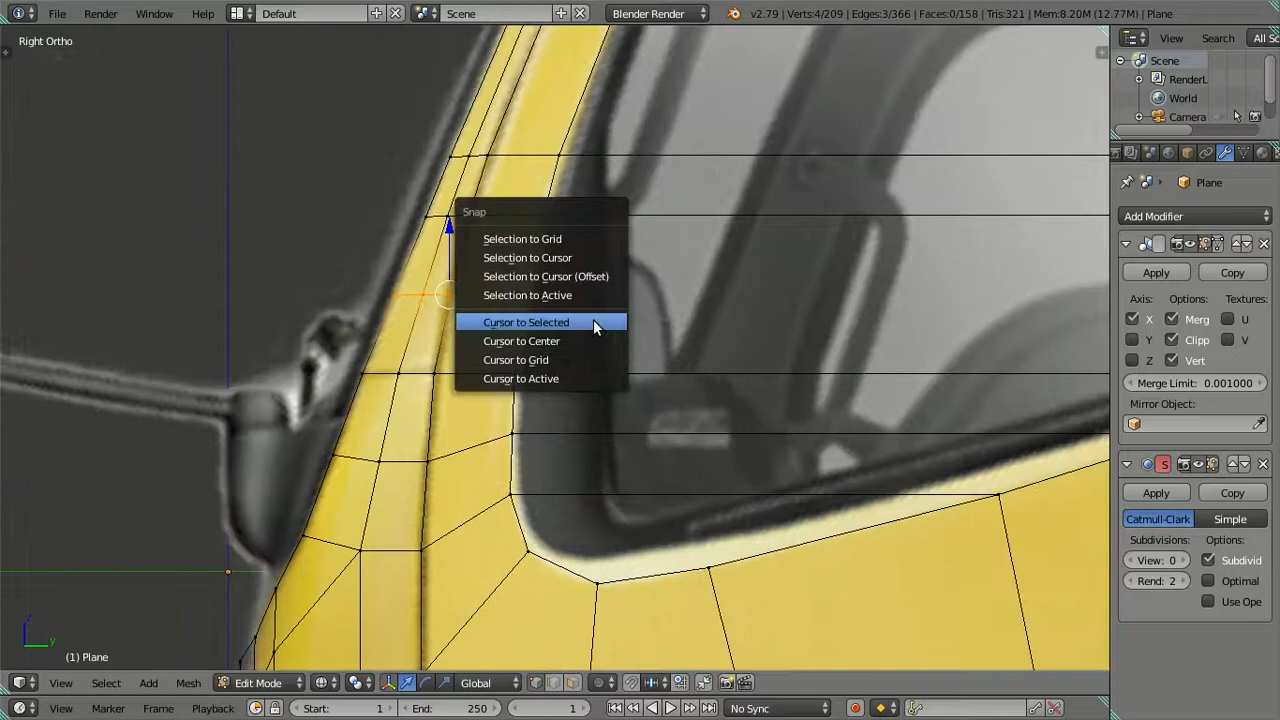 File Render Window Help Default Scene Blender Render v2.79 | Verts:4/209 | Edges:3/366 | Faces:0/158 | Tris:321 | Mem:8.20M (12.77M) | Plane
Right Ortho
View Search All Sc
Scene
RenderL
World
Camera
Plane
Add Modifier
Apply Copy
Axis: Options: Textures:
X Merg U
Y Clipp V
Z Vert
Merge Limit: 0.001000
Mirror Object:
S
Apply Copy
Catmull-Clark Simple
Subdivisions: Options:
View: 0 Subdivid
Rend: 2 Optimal
Use Ope
Snap
Selection to Grid
Selection to Cursor
Selection to Cursor (Offset)
Selection to Active
Cursor to Selected
Cursor to Center
Cursor to Grid
Cursor to Active
z
y
(1) Plane
View Select Add Mesh Edit Mode Global
View Marker Frame Playback Start: 1 End: 250 1 No Sync